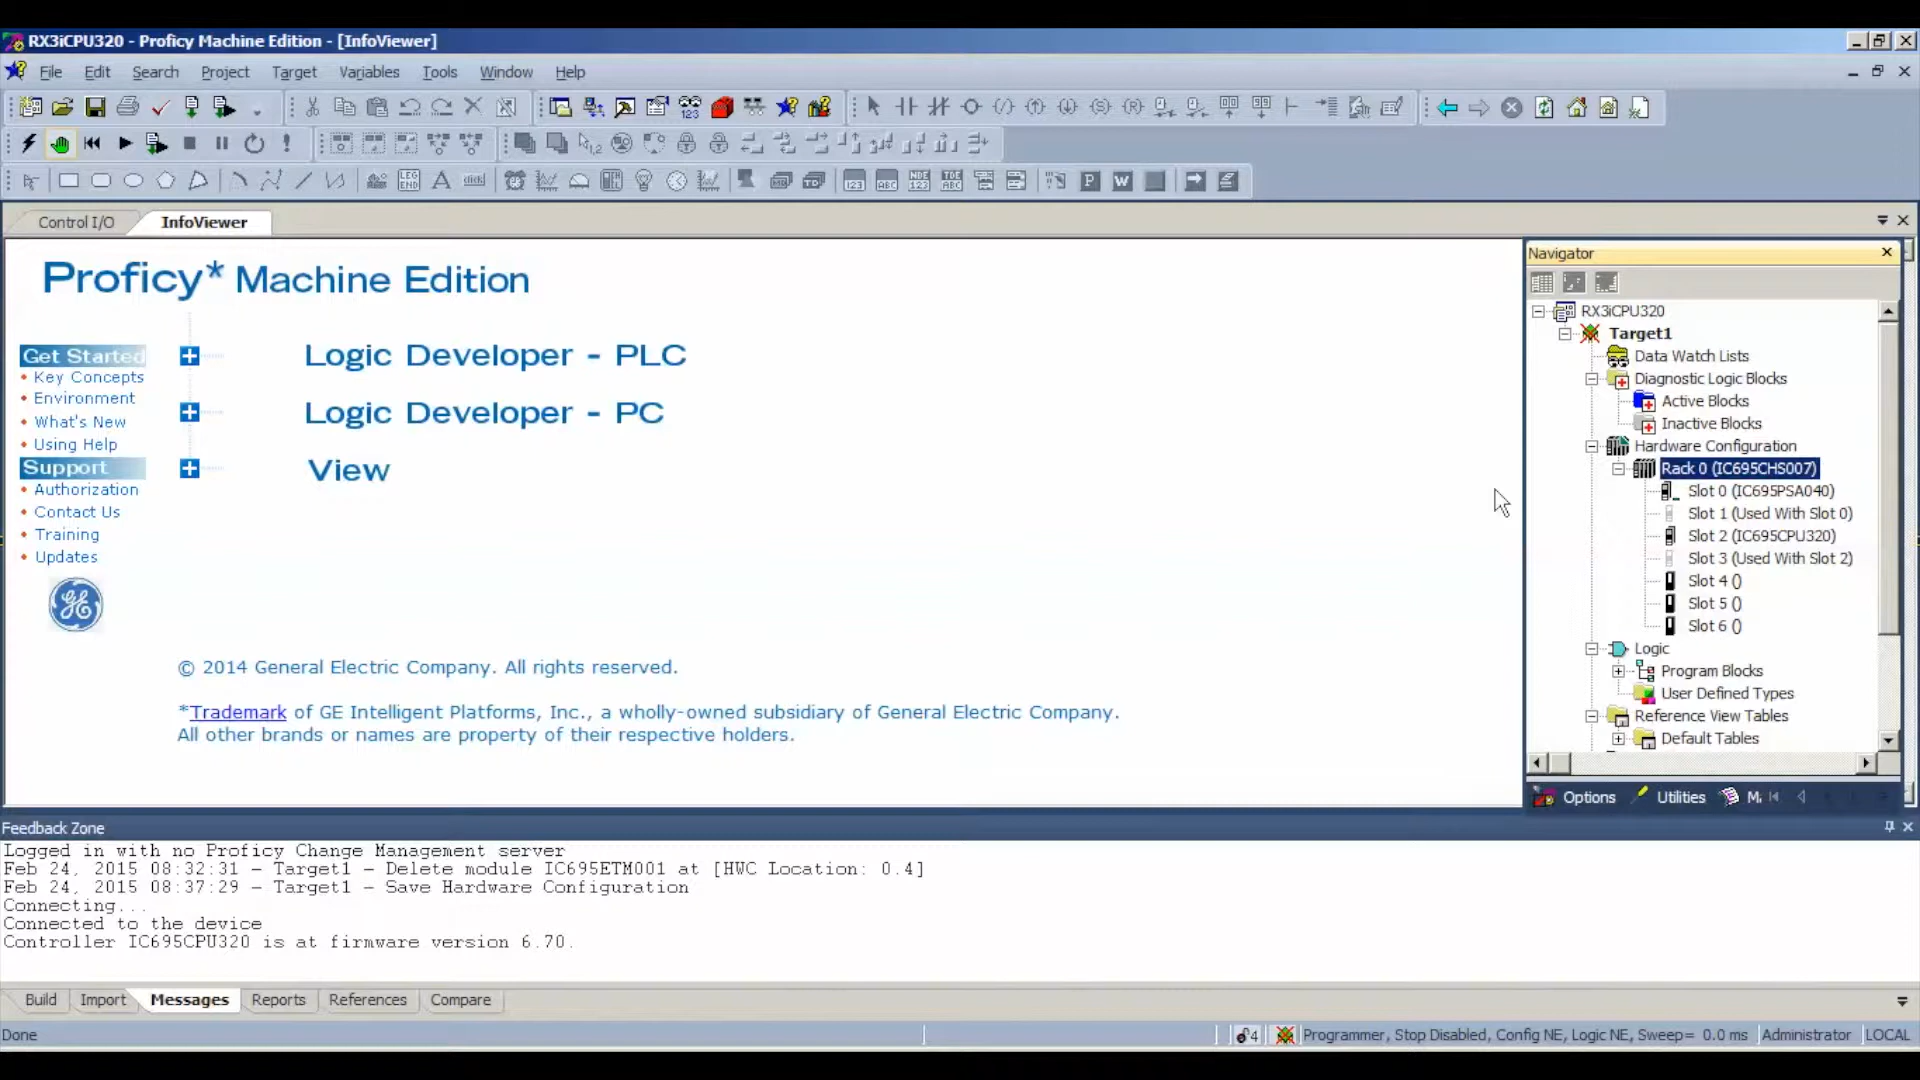 RX3iCPU320 - Proficy Machine Edition - [InfoViewer]
File Edit Search Project Target Variables Tools Window Help
Control I/O InfoViewer
Proficy* Machine Edition
Get Started
• Key Concepts
• Environment
• What's New
• Using Help
Support
• Authorization
• Contact Us
• Training
• Updates
Logic Developer - PLC
Logic Developer - PC
View
© 2014 General Electric Company. All rights reserved.
*Trademark of GE Intelligent Platforms, Inc., a wholly-owned subsidiary of General Electric Company.
All other brands or names are property of their respective holders.
Navigator
RX3iCPU320
Target1
Data Watch Lists
Diagnostic Logic Blocks
Active Blocks
Inactive Blocks
Hardware Configuration
Rack 0 (IC695CHS007)
Slot 0 (IC695PSA040)
Slot 1 (Used With Slot 0)
Slot 2 (IC695CPU320)
Slot 3 (Used With Slot 2)
Slot 4 ()
Slot 5 ()
Slot 6 ()
Logic
Program Blocks
User Defined Types
Reference View Tables
Default Tables
Options Utilities M
Feedback Zone
Logged in with no Proficy Change Management server
Feb 24, 2015 08:32:31 - Target1 - Delete module IC695ETM001 at [HWC Location: 0.4]
Feb 24, 2015 08:37:29 - Target1 - Save Hardware Configuration
Connecting...
Connected to the device
Controller IC695CPU320 is at firmware version 6.70.
Build Import Messages Reports References Compare
Done
4 Programmer, Stop Disabled, Config NE, Logic NE, Sweep= 0.0 ms Administrator LOCAL